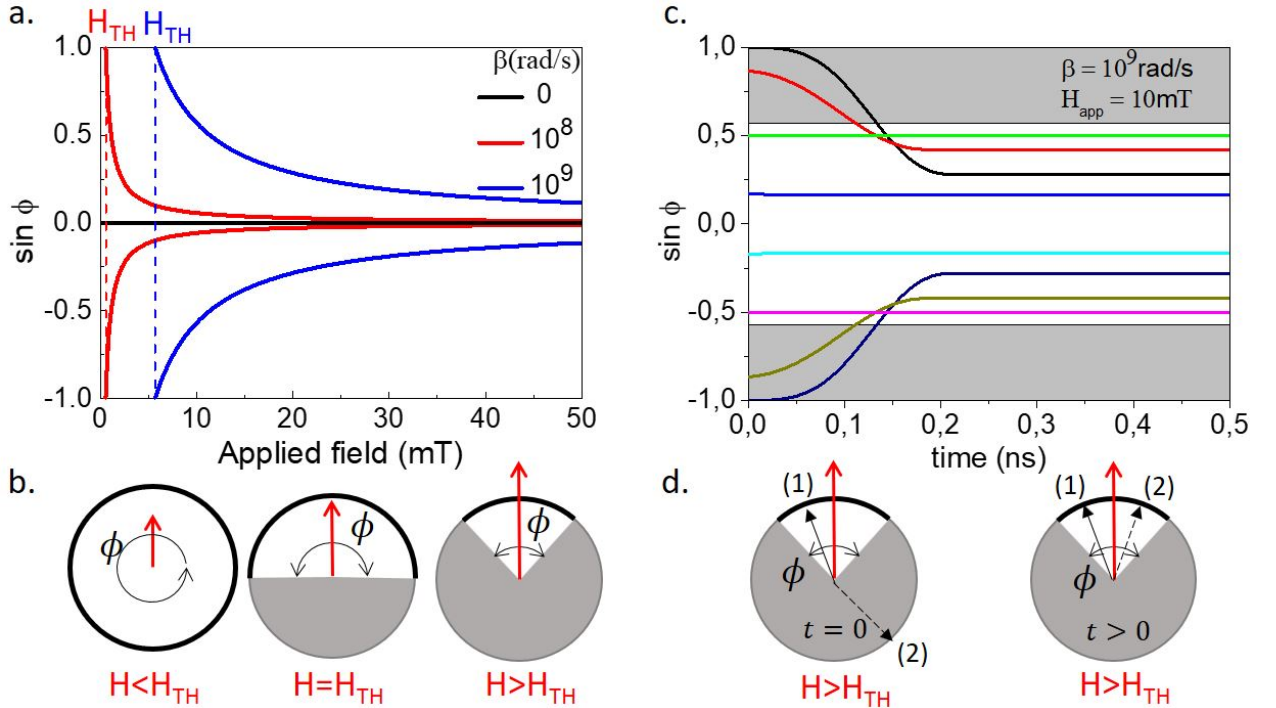 a.
H_TH H_TH
1.0
0.5
0.0
-0.5
-1.0
sin ϕ
β(rad/s)
0
10^8
10^9
0 10 20 30 40 50
Applied field (mT)
b.
ϕ
H<H_TH
ϕ
H=H_TH
ϕ
H>H_TH
c.
1,0
0,5
0,0
-0,5
-1,0
sin ϕ
β = 10^9 rad/s
H_app = 10mT
0,0 0,1 0,2 0,3 0,4 0,5
time (ns)
d.
(1)
ϕ
t = 0
(2)
H>H_TH
(1) (2)
ϕ
t > 0
H>H_TH